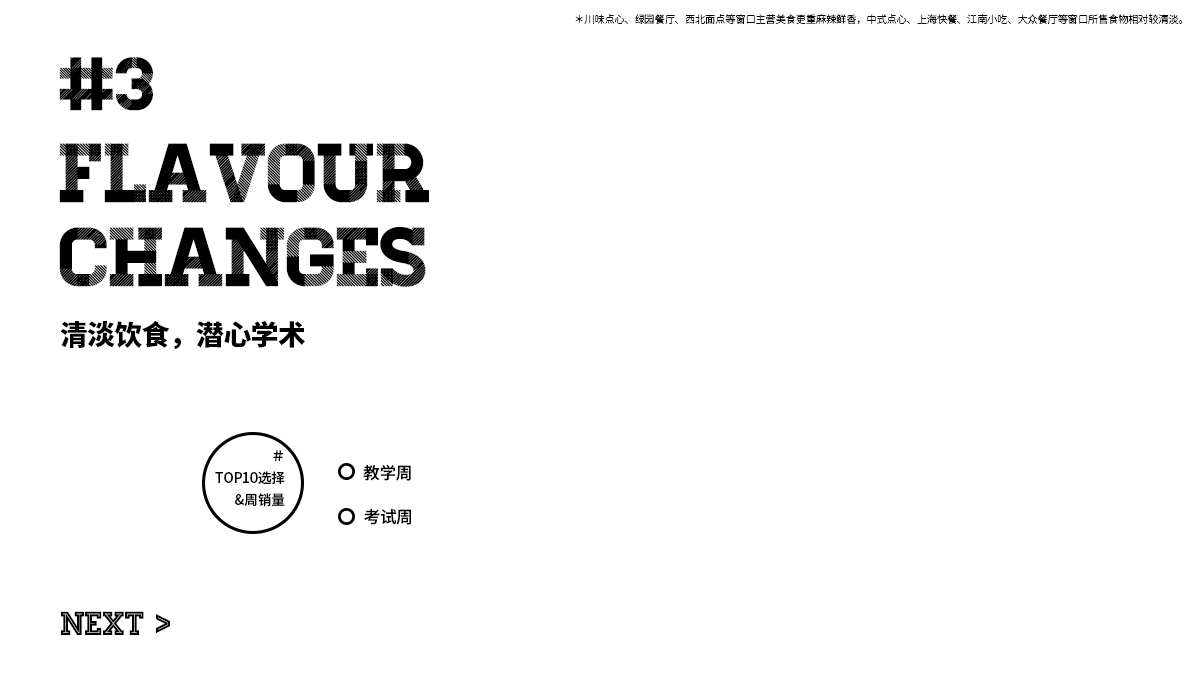 ＊川味点心、绿园餐厅、西北面点等窗口主营美食更重麻辣鲜香，中式点心、上海快餐、江南小吃、大众餐厅等窗口所售食物相对较清淡。
#3
FLAVOUR
CHANGES
清淡饮食，潜心学术
#
TOP10选择
&周销量
教学周
考试周
NEXT >